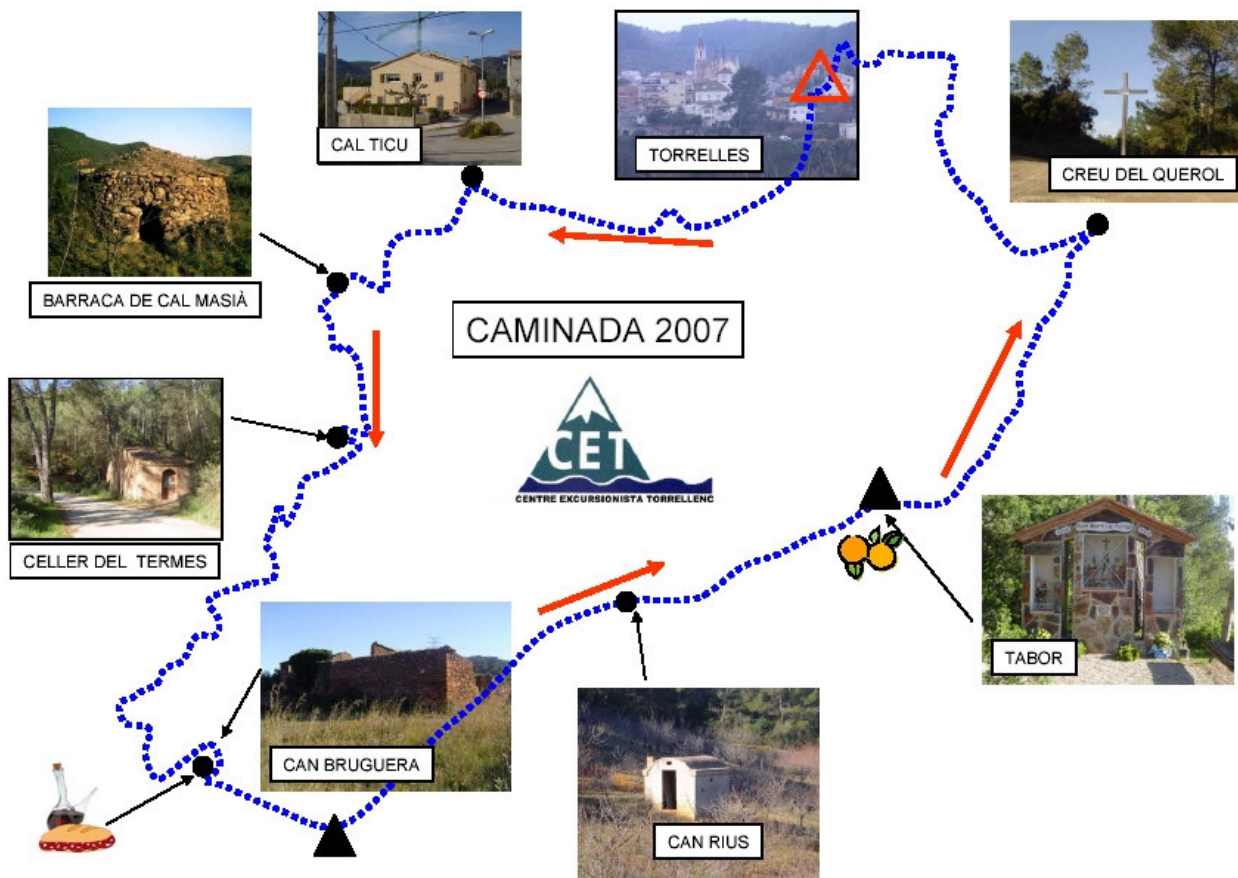 CAL TICU
TORRELLES
CREU DEL QUEROL
BARRACA DE CAL MASIÀ
CAMINADA 2007
CET
CENTRE EXCURSIONISTA TORRELLENC
CELLER DEL TERMES
TABOR
CAN BRUGUERA
CAN RIUS